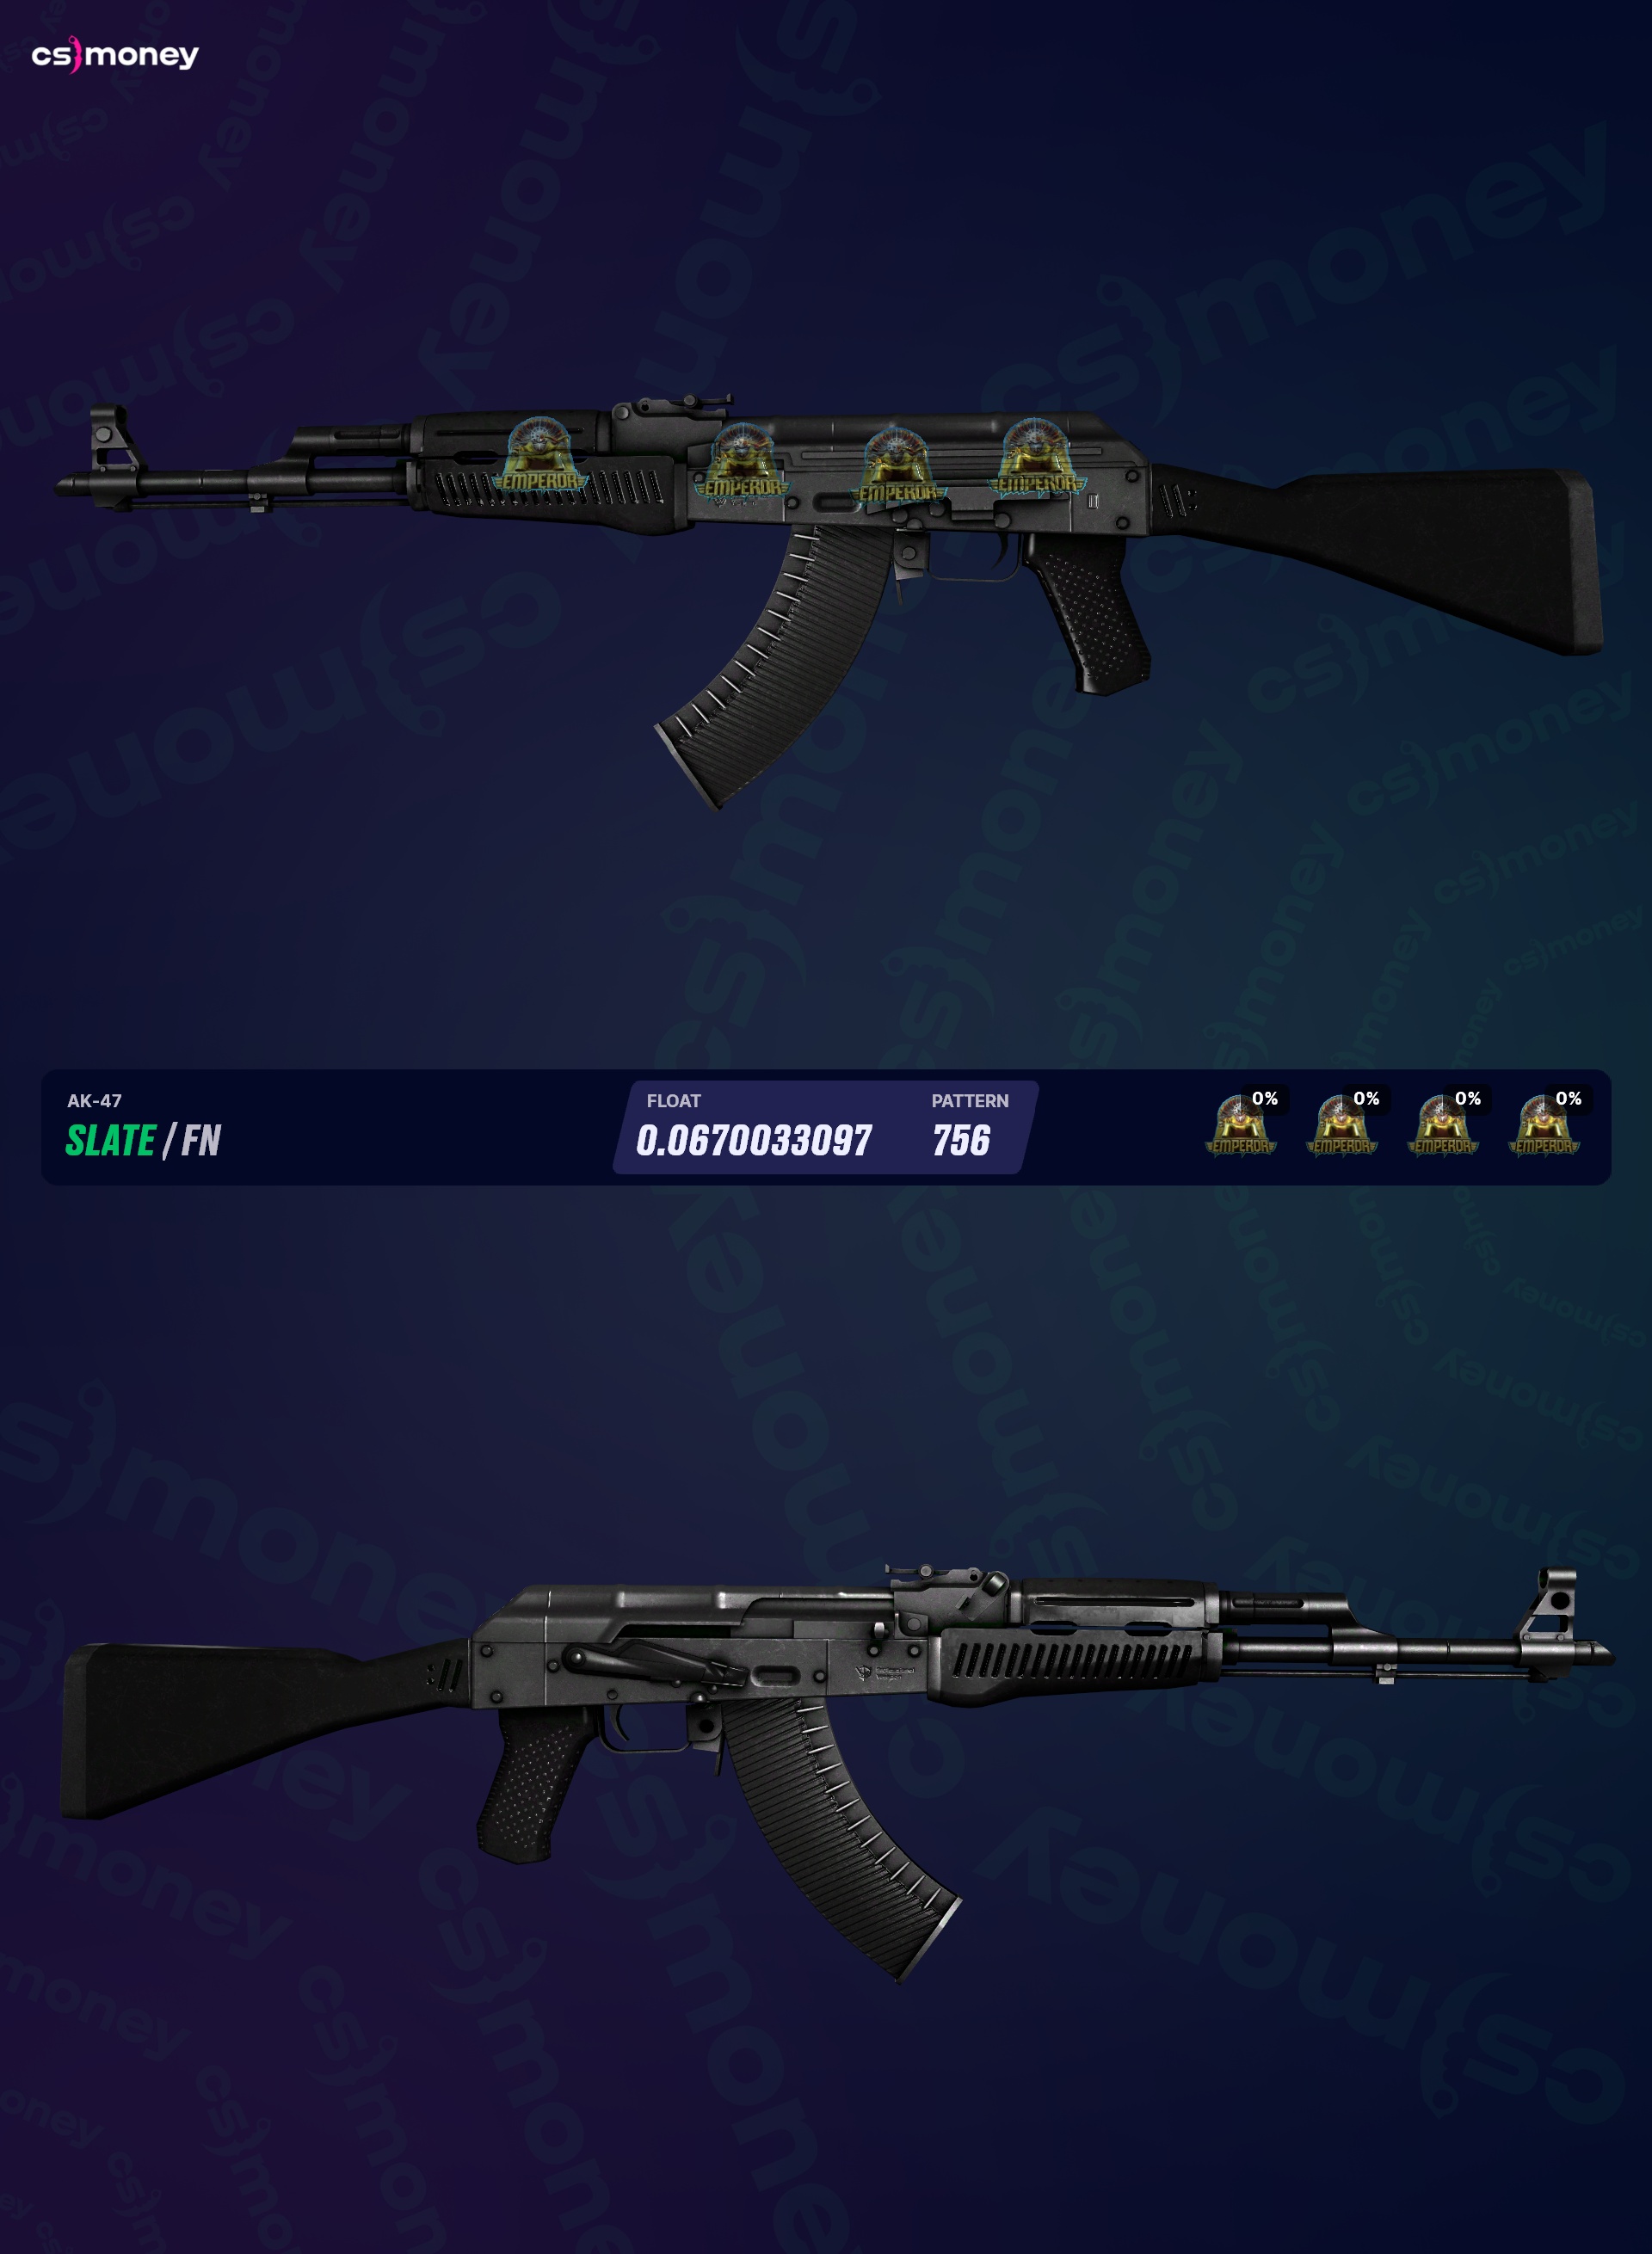 cs}money
EMPEROR EMPEROR EMPEROR EMPEROR
AK-47
SLATE / FN
FLOAT
0.0670033097
PATTERN
756
0% 0% 0% 0%
EMPEROR EMPEROR EMPEROR EMPEROR